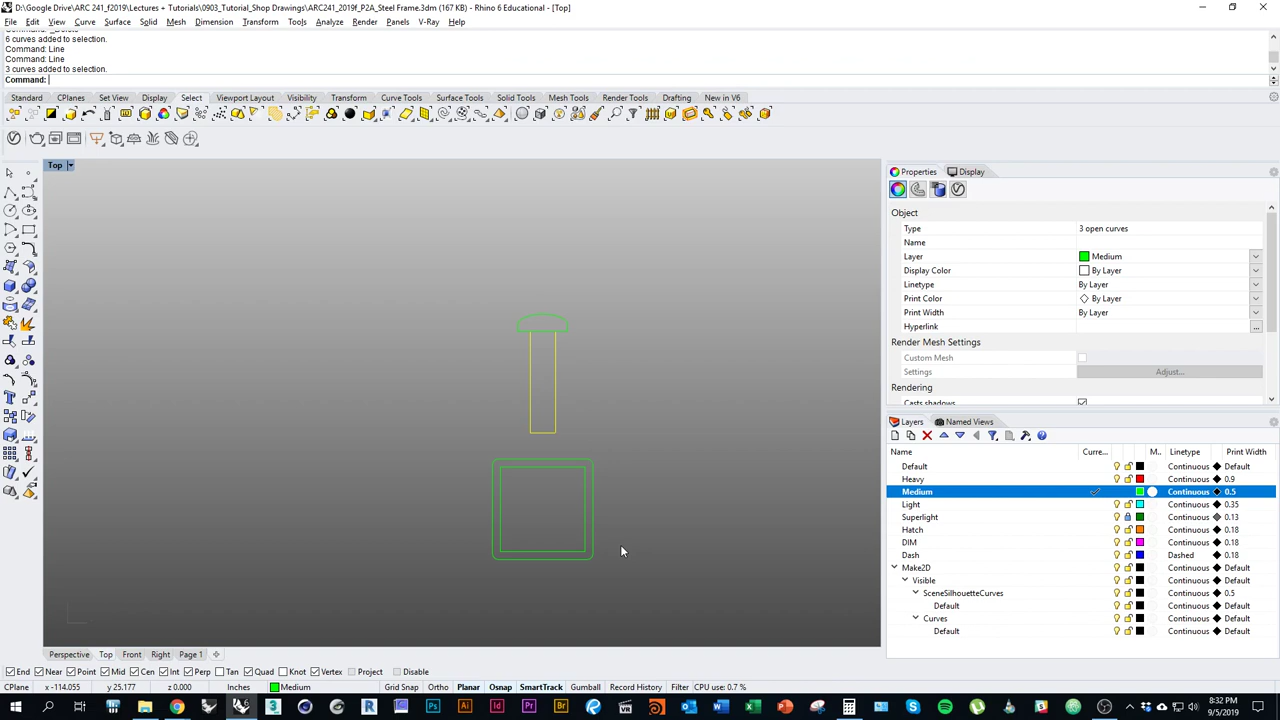 D:\Google Drive\ARC 241_f2019\Lectures + Tutorials\0903_Tutorial_Shop Drawings\ARC241_2019f_P2A_Steel Frame.3dm (167 KB) - Rhino 6 Educational - [Top]
File Edit View Curve Surface Solid Mesh Dimension Transform Tools Analyze Render Panels V-Ray Help
6 curves added to selection.
Command: Line
Command: Line
3 curves added to selection.
Command:
Standard CPlanes Set View Display Select Viewport Layout Visibility Transform Curve Tools Surface Tools Solid Tools Mesh Tools Render Tools Drafting New in V6
Top
Properties Display
Object
Type 3 open curves
Name
Layer Medium
Display Color By Layer
Linetype By Layer
Print Color By Layer
Print Width By Layer
Hyperlink ...
Render Mesh Settings
Custom Mesh
Settings Adjust...
Rendering
Casts shadows
Layers Named Views
Name Curre... M... Linetype Print Width
Default Continuous Default
Heavy Continuous 0.9
Medium Continuous 0.5
Light Continuous 0.35
Superlight Continuous 0.13
Hatch Continuous 0.18
DIM Continuous 0.18
Dash Dashed 0.18
Make2D Continuous Default
Visible Continuous Default
SceneSilhouetteCurves Continuous 0.5
Default Continuous Default
Curves Continuous Default
Default Continuous Default
Perspective Top Front Right Page 1
End Near Point Mid Cen Int Perp Tan Quad Knot Vertex Project Disable
CPlane x -114.055 y 25.177 z 0.000 Inches Medium Grid Snap Ortho Planar Osnap SmartTrack Gumball Record History Filter CPU use: 0.7 %
8:32 PM
9/5/2019